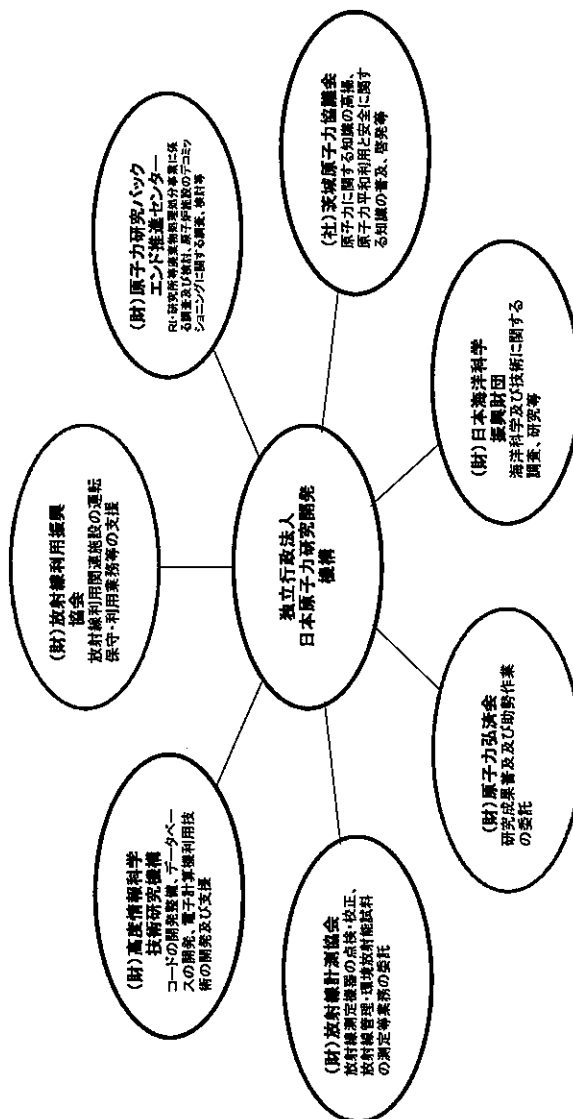 (財)放射線利用振興
協会
放射線利用関連施設の運転
保守・利用業務等の支援
(財)原子力研究バック
エンド推進センター
RI・研究所等廃棄物処理処分事業に係
る調査及び検討、原子炉施設のデコミッ
ショニングに関する調査、検討等
(財)高度情報科学
技術研究機構
コードの開発整備、データベー
スの開発、電子計算機利用技
術の開発及び支援
独立行政法人
日本原子力研究開発
機構
(社)茨城原子力協議会
原子力に関する知識の高揚、
原子力平和利用と安全に関す
る知識の普及、啓発等
(財)放射線計測協会
放射線測定機器の点検・校正、
放射線管理・環境放射能試料
の測定等業務の委託
(財)原子力弘済会
研究成果普及及び助勢作業
の委託
(財)日本海洋科学
振興財団
海洋科学及び技術に関する
調査、研究等